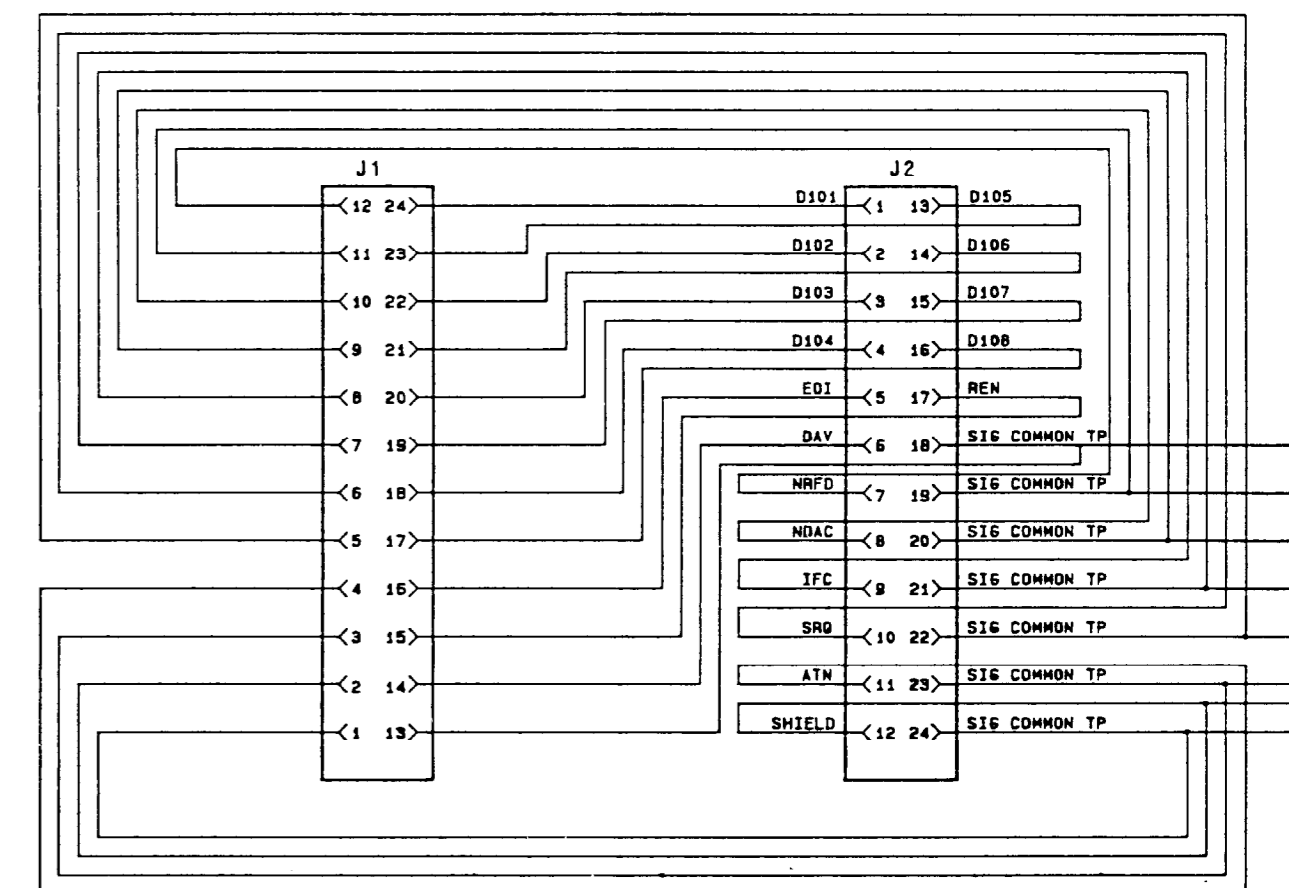 J1 J2
<12 24> D101 <1 13> D105
<11 23> D102 <2 14> D106
<10 22> D103 <3 15> D107
<9 21> D104 <4 16> D108
<8 20> EOI <5 17> REN
<7 19> DAV <6 18> SIG COMMON TP
<6 18> NRFD <7 19> SIG COMMON TP
<5 17> NDAC <8 20> SIG COMMON TP
<4 16> IFC <9 21> SIG COMMON TP
<3 15> SRQ <10 22> SIG COMMON TP
<2 14> ATN <11 23> SIG COMMON TP
<1 13> SHIELD <12 24> SIG COMMON TP